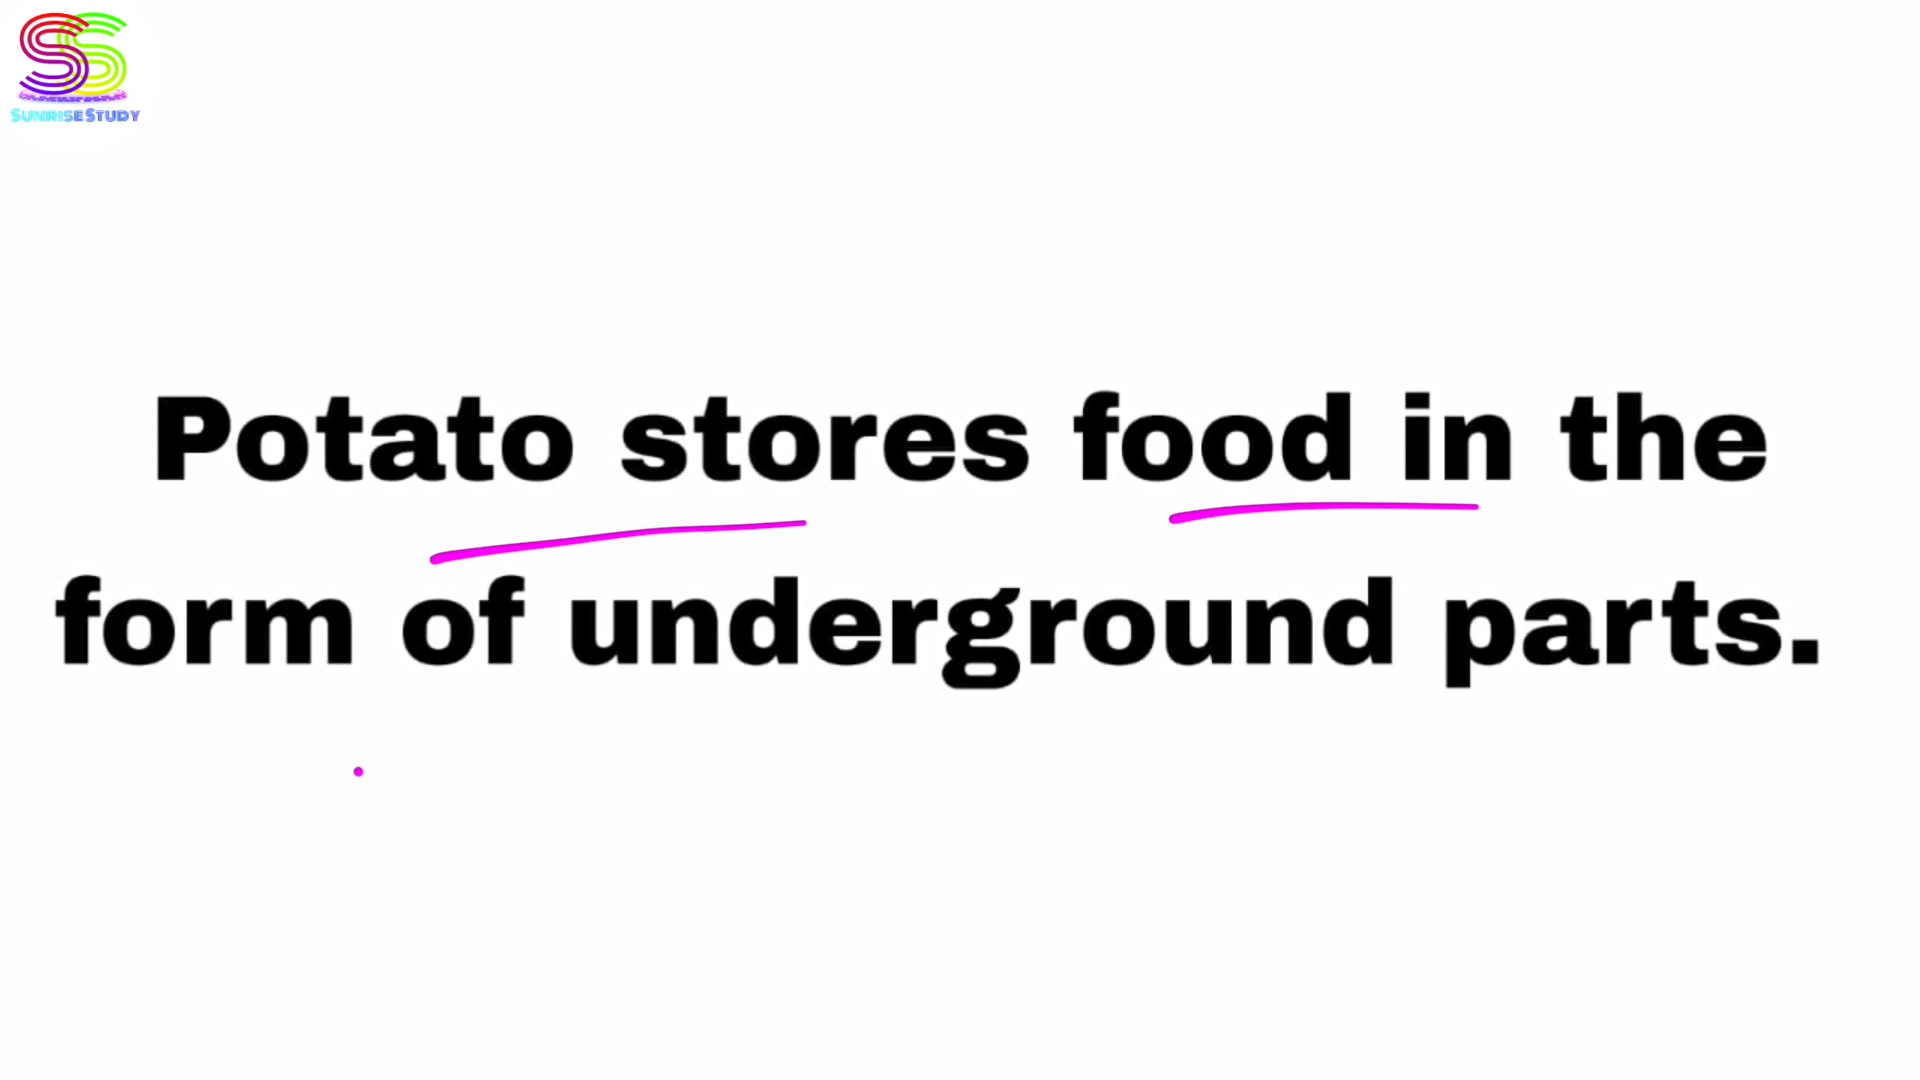 SUNRISE STUDY
Potato stores food in the
form of underground parts.